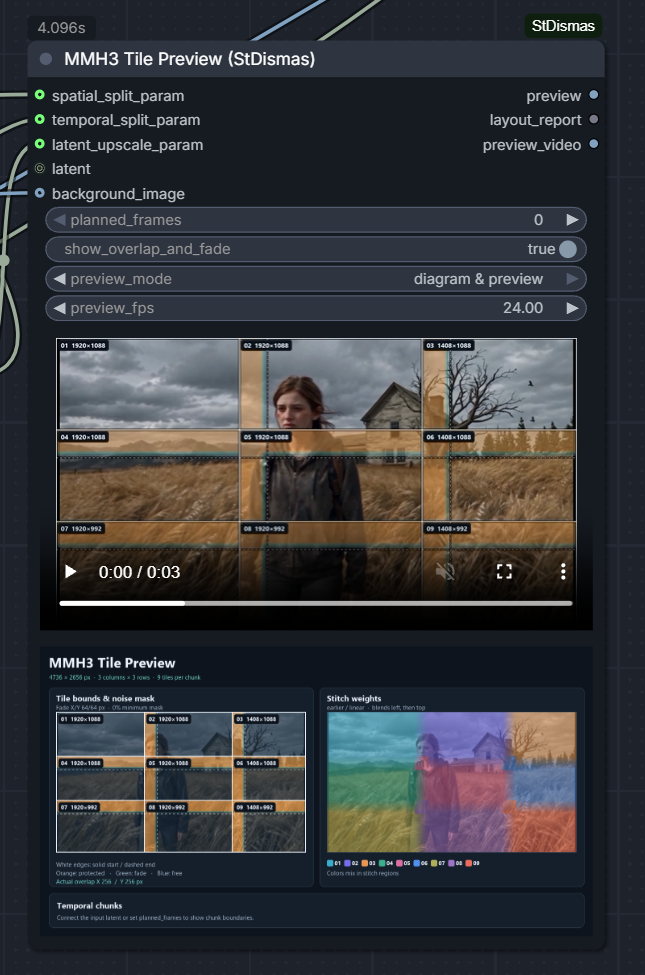 4.096s
StDismas
MMH3 Tile Preview (StDismas)
spatial_split_param
preview
temporal_split_param
layout_report
latent_upscale_param
preview_video
latent
background_image
planned_frames 0
show_overlap_and_fade true
preview_mode diagram & preview
preview_fps 24.00
01 1920×1088
02 1920×1088
03 1408×1088
04 1920×1088
05 1920×1088
06 1408×1088
07 1920×992
08 1920×992
09 1408×992
0:00 / 0:03
MMH3 Tile Preview
4736 × 2656 px · 3 columns × 3 rows · 9 tiles per chunk
Tile bounds & noise mask
Fade X/Y 64/64 px · 0% minimum mask
01 1920×1088
02 1920×1088
03 1408×1088
04 1920×1088
05 1920×1088
06 1408×1088
07 1920×992
08 1920×992
09 1408×992
White edges: solid start / dashed end
Orange: protected · Green: fade · Blue: free
Actual overlap X 256 / Y 256 px
Stitch weights
earlier / linear · blends left, then top
01 02 03 04 05 06 07 08 09
Colors mix in stitch regions
Temporal chunks
Connect the input latent or set planned_frames to show chunk boundaries.